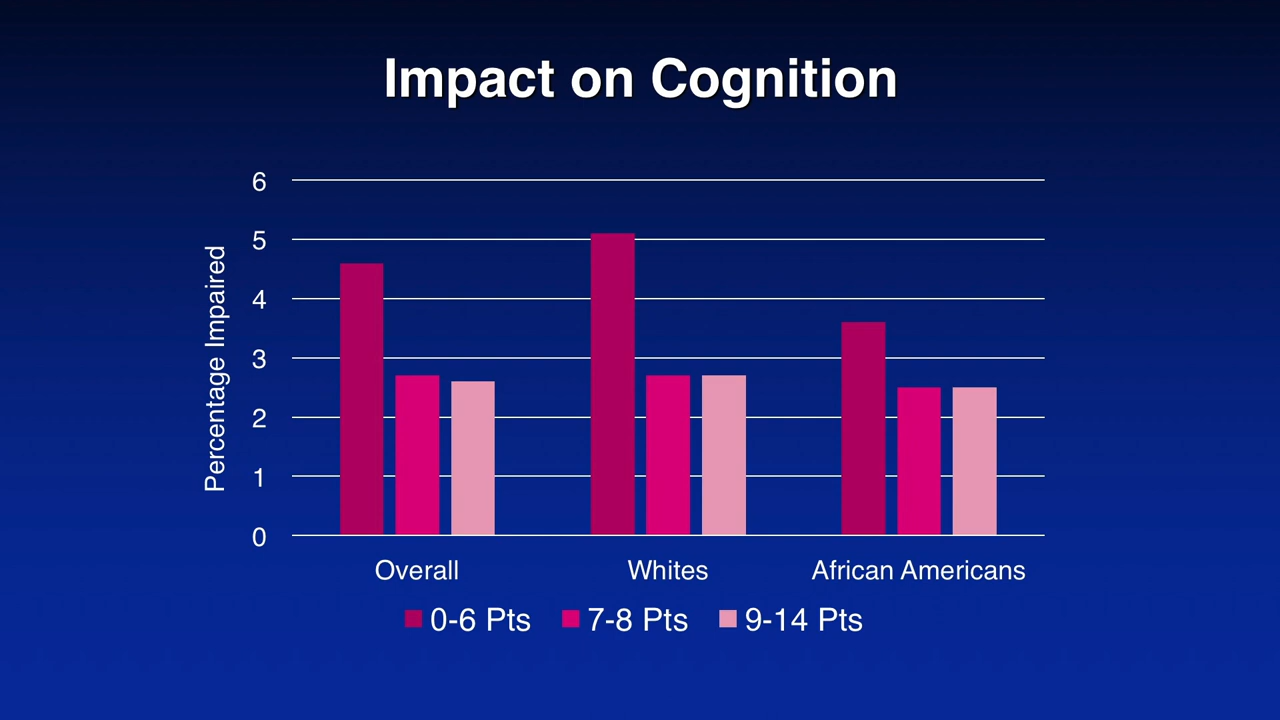 Impact on Cognition
6
5
4
3
2
1
0
Percentage Impaired
Overall
Whites
African Americans
0-6 Pts
7-8 Pts
9-14 Pts